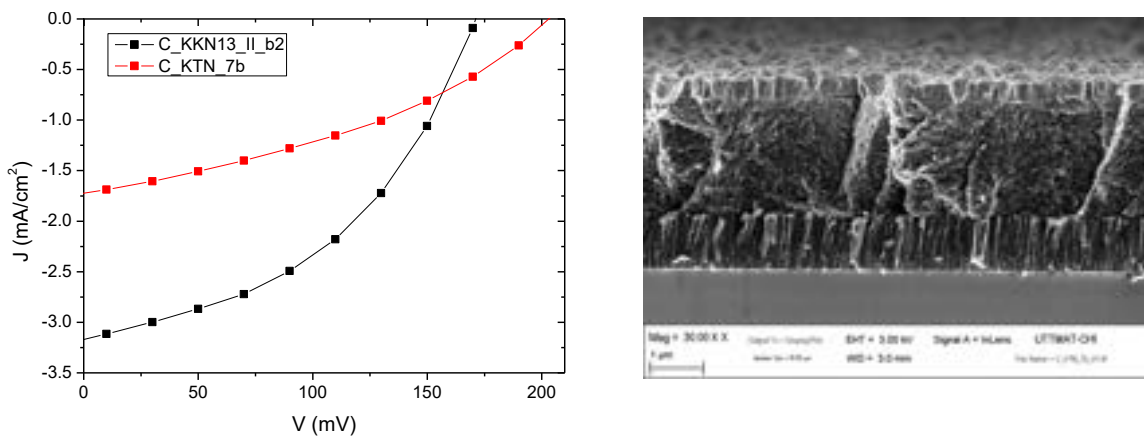 C_KKN13_II_b2
C_KTN_7b
0.0
-0.5
-1.0
-1.5
-2.0
-2.5
-3.0
-3.5
J (mA/cm²)
0
50
100
150
200
V (mV)
Mag = 30.00 K X
EHT = 3.00 kV
Signal A = InLens
1 µm
WD = 3.0 mm